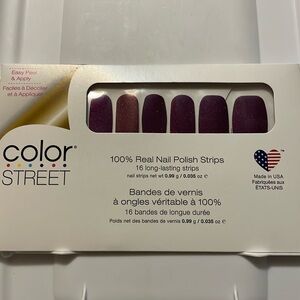 Easy Peel
& Apply
Faciles à Décoller
et à Appliquer
color®
STREET
100% Real Nail Polish Strips
16 long-lasting strips
nail strips net wt 0.99 g / 0.035 oz ℮
Bandes de vernis
à ongles véritable à 100%
16 bandes de longue durée
Poids net des bandes de vernis 0.99 g / 0.035 oz ℮
Made in USA
Fabriquées aux
ÉTATS-UNIS